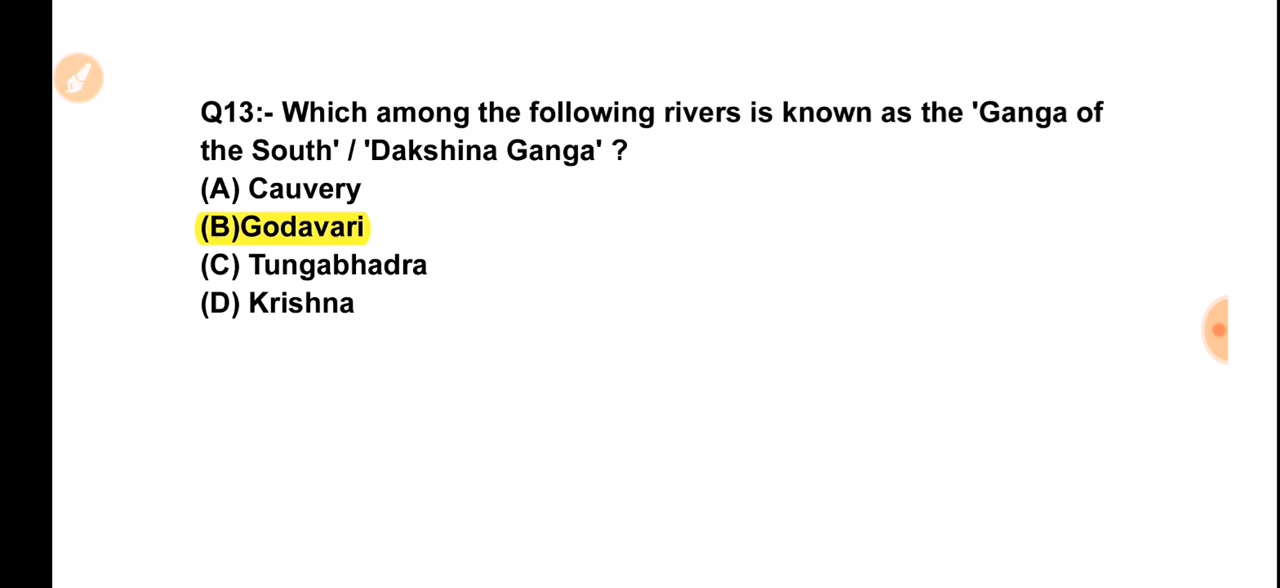 Q13:- Which among the following rivers is known as the 'Ganga of
the South' / 'Dakshina Ganga' ?
(A) Cauvery
(B)Godavari
(C) Tungabhadra
(D) Krishna